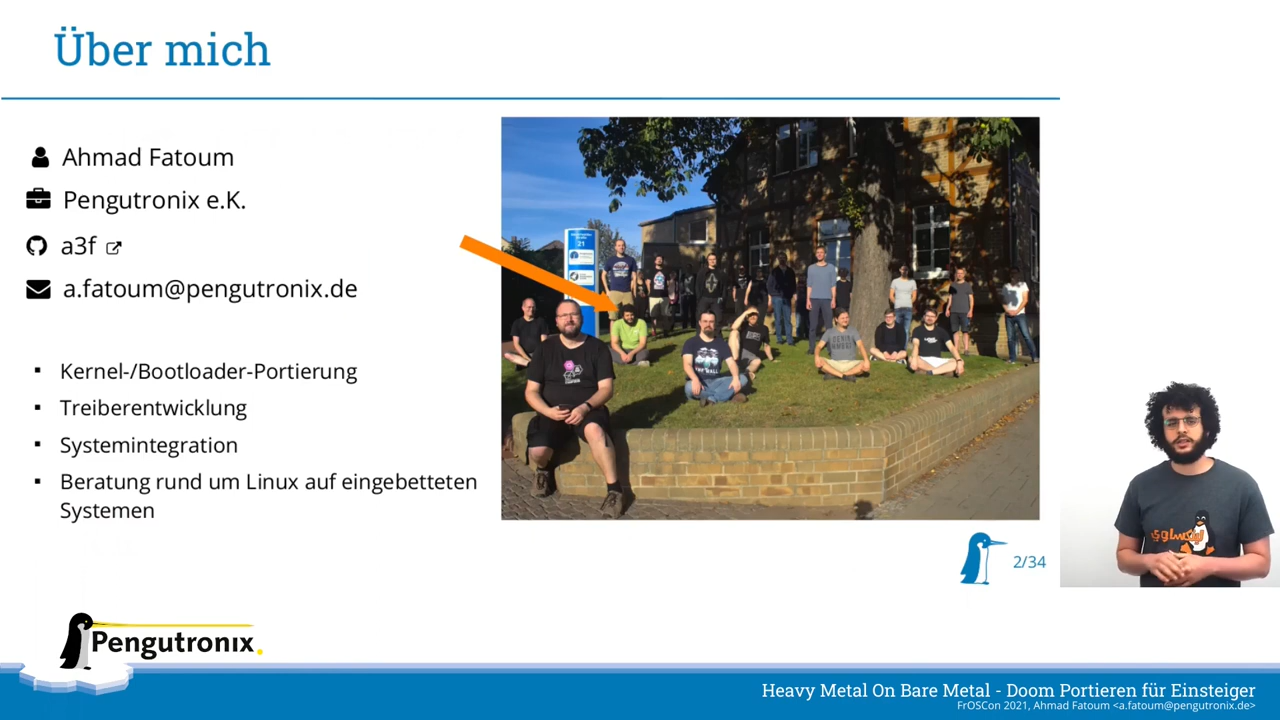 Über mich
Ahmad Fatoum
Pengutronix e.K.
a3f
a.fatoum@pengutronix.de
Kernel-/Bootloader-Portierung
Treiberentwicklung
Systemintegration
Beratung rund um Linux auf eingebetteten
Systemen
21
لينكساوي
2/34
Pengutronix
Heavy Metal On Bare Metal - Doom Portieren für Einsteiger
FrOSCon 2021, Ahmad Fatoum <a.fatoum@pengutronix.de>